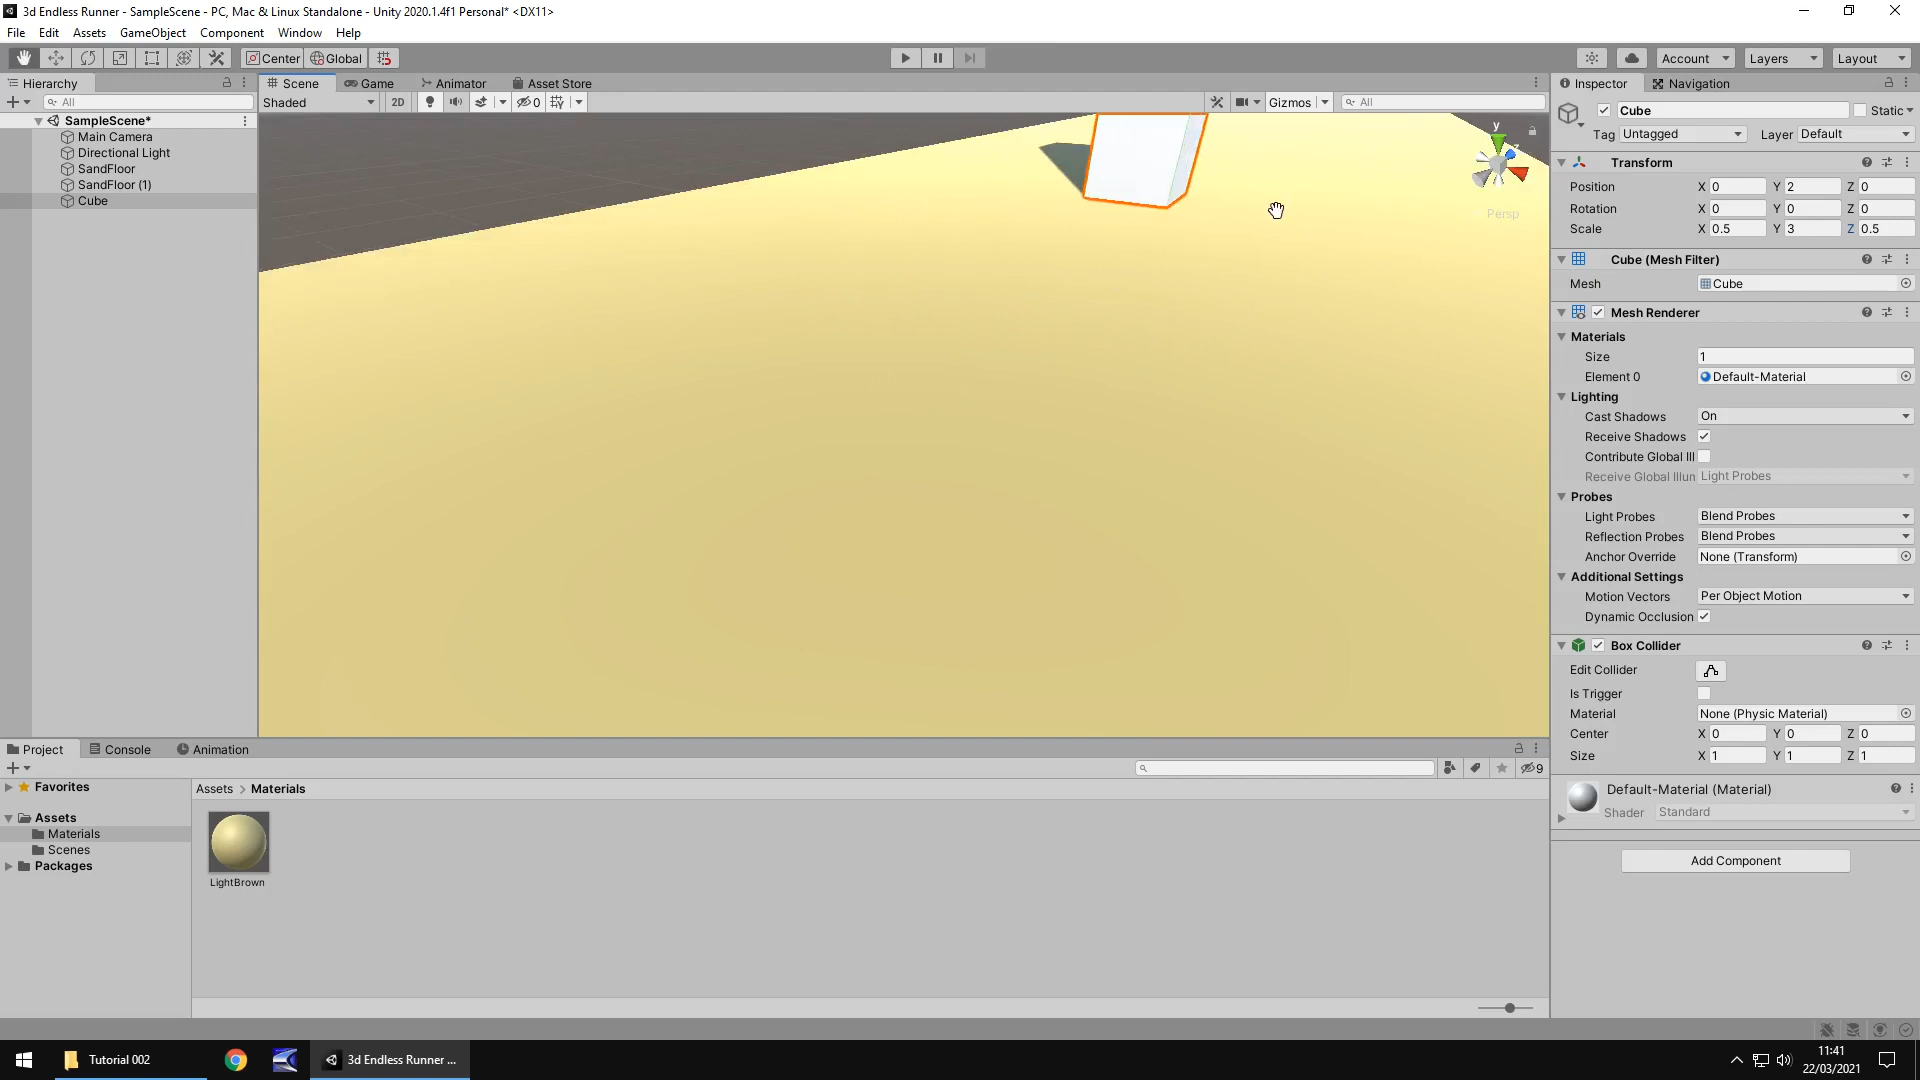 3d Endless Runner - SampleScene - PC, Mac & Linux Standalone - Unity 2020.1.4f1 Personal* <DX11>
File Edit Assets GameObject Component Window Help
Center Global Account Layers Layout
Hierarchy
All
SampleScene*
Main Camera
Directional Light
SandFloor
SandFloor (1)
Cube
Scene Game Animator Asset Store
Shaded 2D 0 Gizmos All
y
Persp
Inspector Navigation
Cube Static
Tag Untagged Layer Default
Transform
Position X 0 Y 2 Z 0
Rotation X 0 Y 0 Z 0
Scale X 0.5 Y 3 Z 0.5
Cube (Mesh Filter)
Mesh Cube
Mesh Renderer
Materials
Size 1
Element 0 Default-Material
Lighting
Cast Shadows On
Receive Shadows
Contribute Global Ill
Receive Global Illun Light Probes
Probes
Light Probes Blend Probes
Reflection Probes Blend Probes
Anchor Override None (Transform)
Additional Settings
Motion Vectors Per Object Motion
Dynamic Occlusion
Box Collider
Edit Collider
Is Trigger
Material None (Physic Material)
Center X 0 Y 0 Z 0
Size X 1 Y 1 Z 1
Default-Material (Material)
Shader Standard
Add Component
Project Console Animation
9
Favorites
Assets
Materials
Scenes
Packages
Assets > Materials
LightBrown
Tutorial 002
3d Endless Runner ...
11:41
22/03/2021